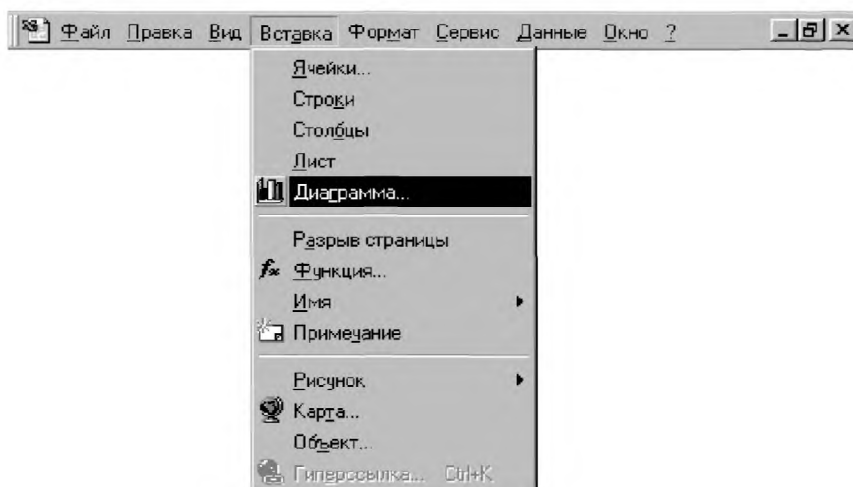 Файл Правка Вид Вставка Формат Сервис Данные Окно ?
Ячейки...
Строки
Столбцы
Лист
Диаграмма...
Разрыв страницы
Функция...
Имя
Примечание
Рисунок
Карта...
Объект...
Гиперссылка... Ctrl+K